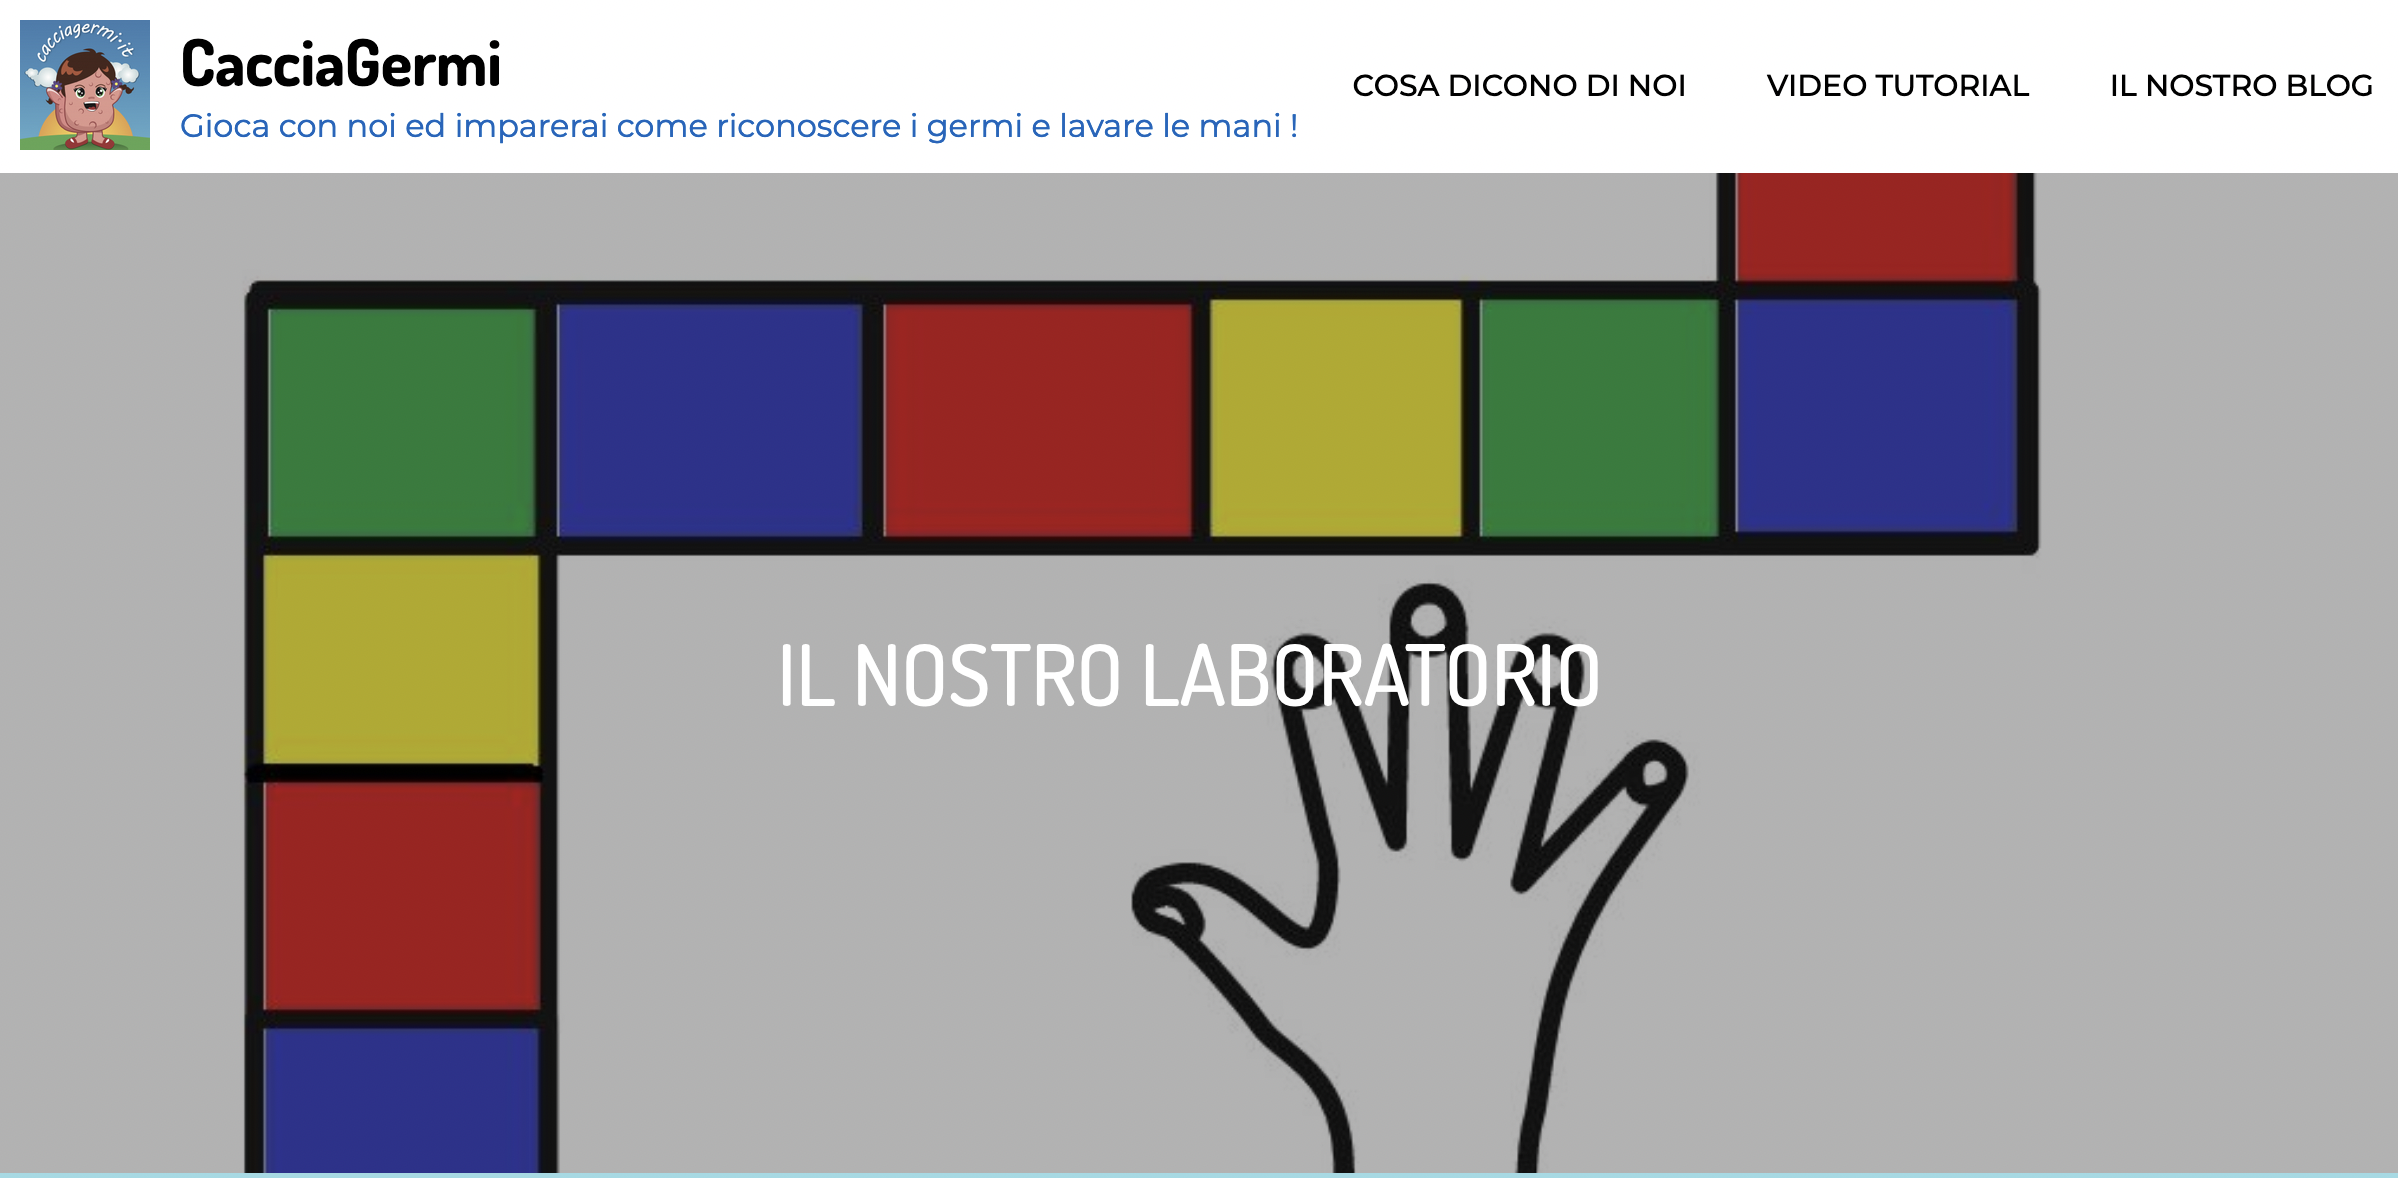 cacciagermi.it
CacciaGermi
Gioca con noi ed imparerai come riconoscere i germi e lavare le mani !
COSA DICONO DI NOI
VIDEO TUTORIAL
IL NOSTRO BLOG
IL NOSTRO LABORATORIO